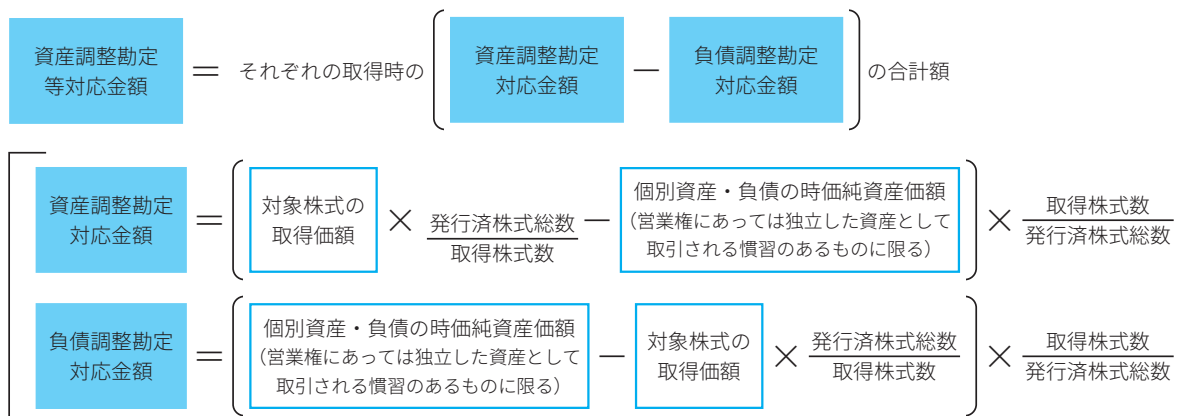 資産調整勘定
等対応金額
＝ それぞれの取得時の
資産調整勘定
対応金額
－
負債調整勘定
対応金額
の合計額
資産調整勘定
対応金額
＝
対象株式の
取得価額
×
発行済株式総数
取得株式数
－
個別資産・負債の時価純資産価額
（営業権にあっては独立した資産として
取引される慣習のあるものに限る）
×
取得株式数
発行済株式総数
負債調整勘定
対応金額
＝
個別資産・負債の時価純資産価額
（営業権にあっては独立した資産として
取引される慣習のあるものに限る）
－
対象株式の
取得価額
×
発行済株式総数
取得株式数
×
取得株式数
発行済株式総数